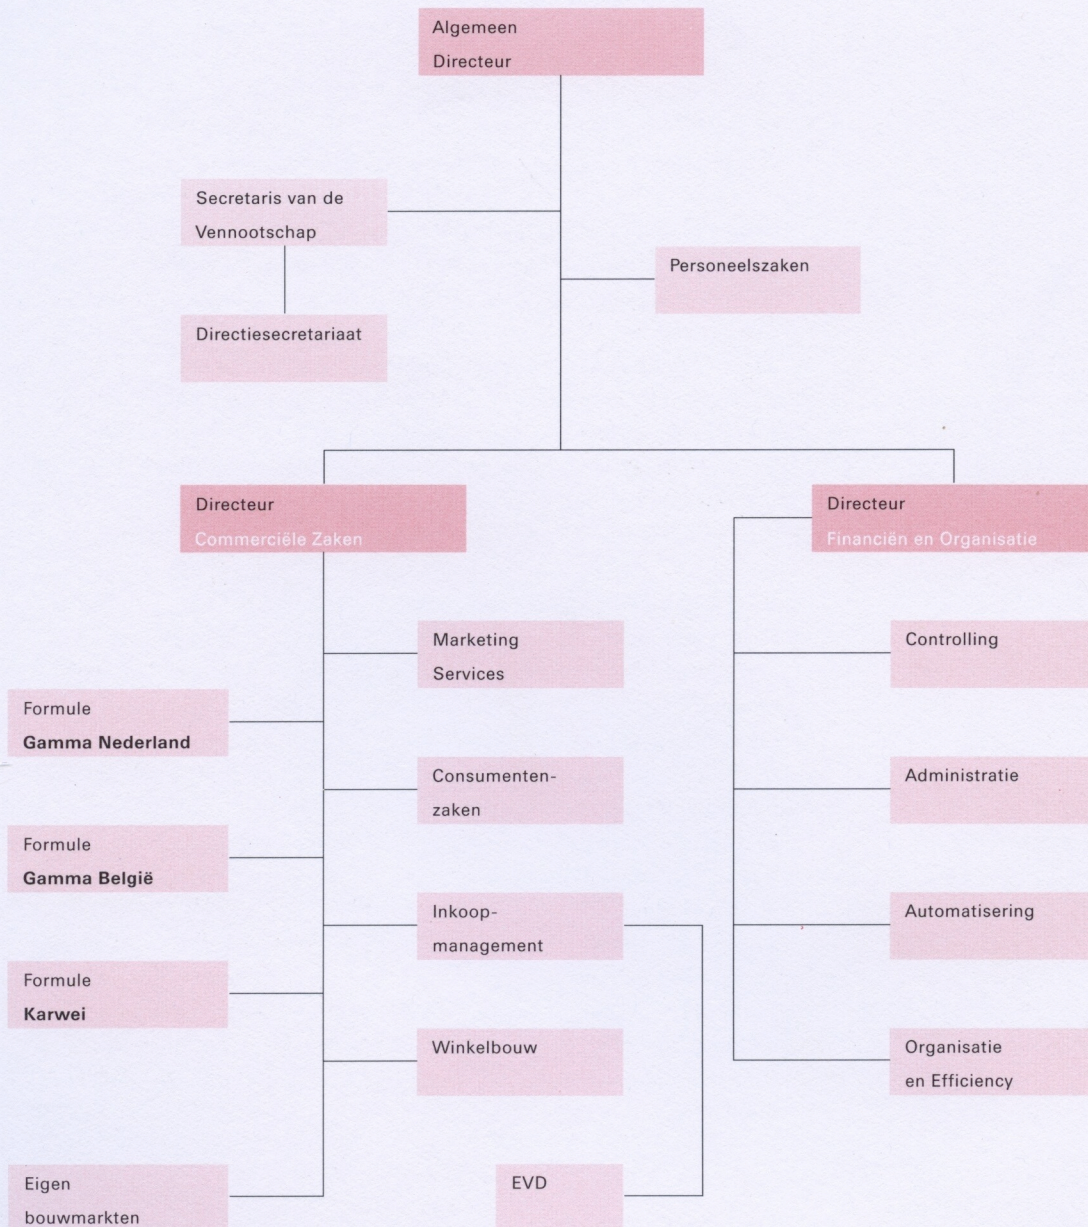 Algemeen
Directeur
Secretaris van de
Vennootschap
Personeelszaken
Directiesecretariaat
Directeur
Commerciële Zaken
Directeur
Financiën en Organisatie
Marketing
Services
Controlling
Formule
Gamma Nederland
Consumenten-
zaken
Administratie
Formule
Gamma België
Inkoop-
management
Automatisering
Formule
Karwei
Winkelbouw
Organisatie
en Efficiency
Eigen
bouwmarkten
EVD